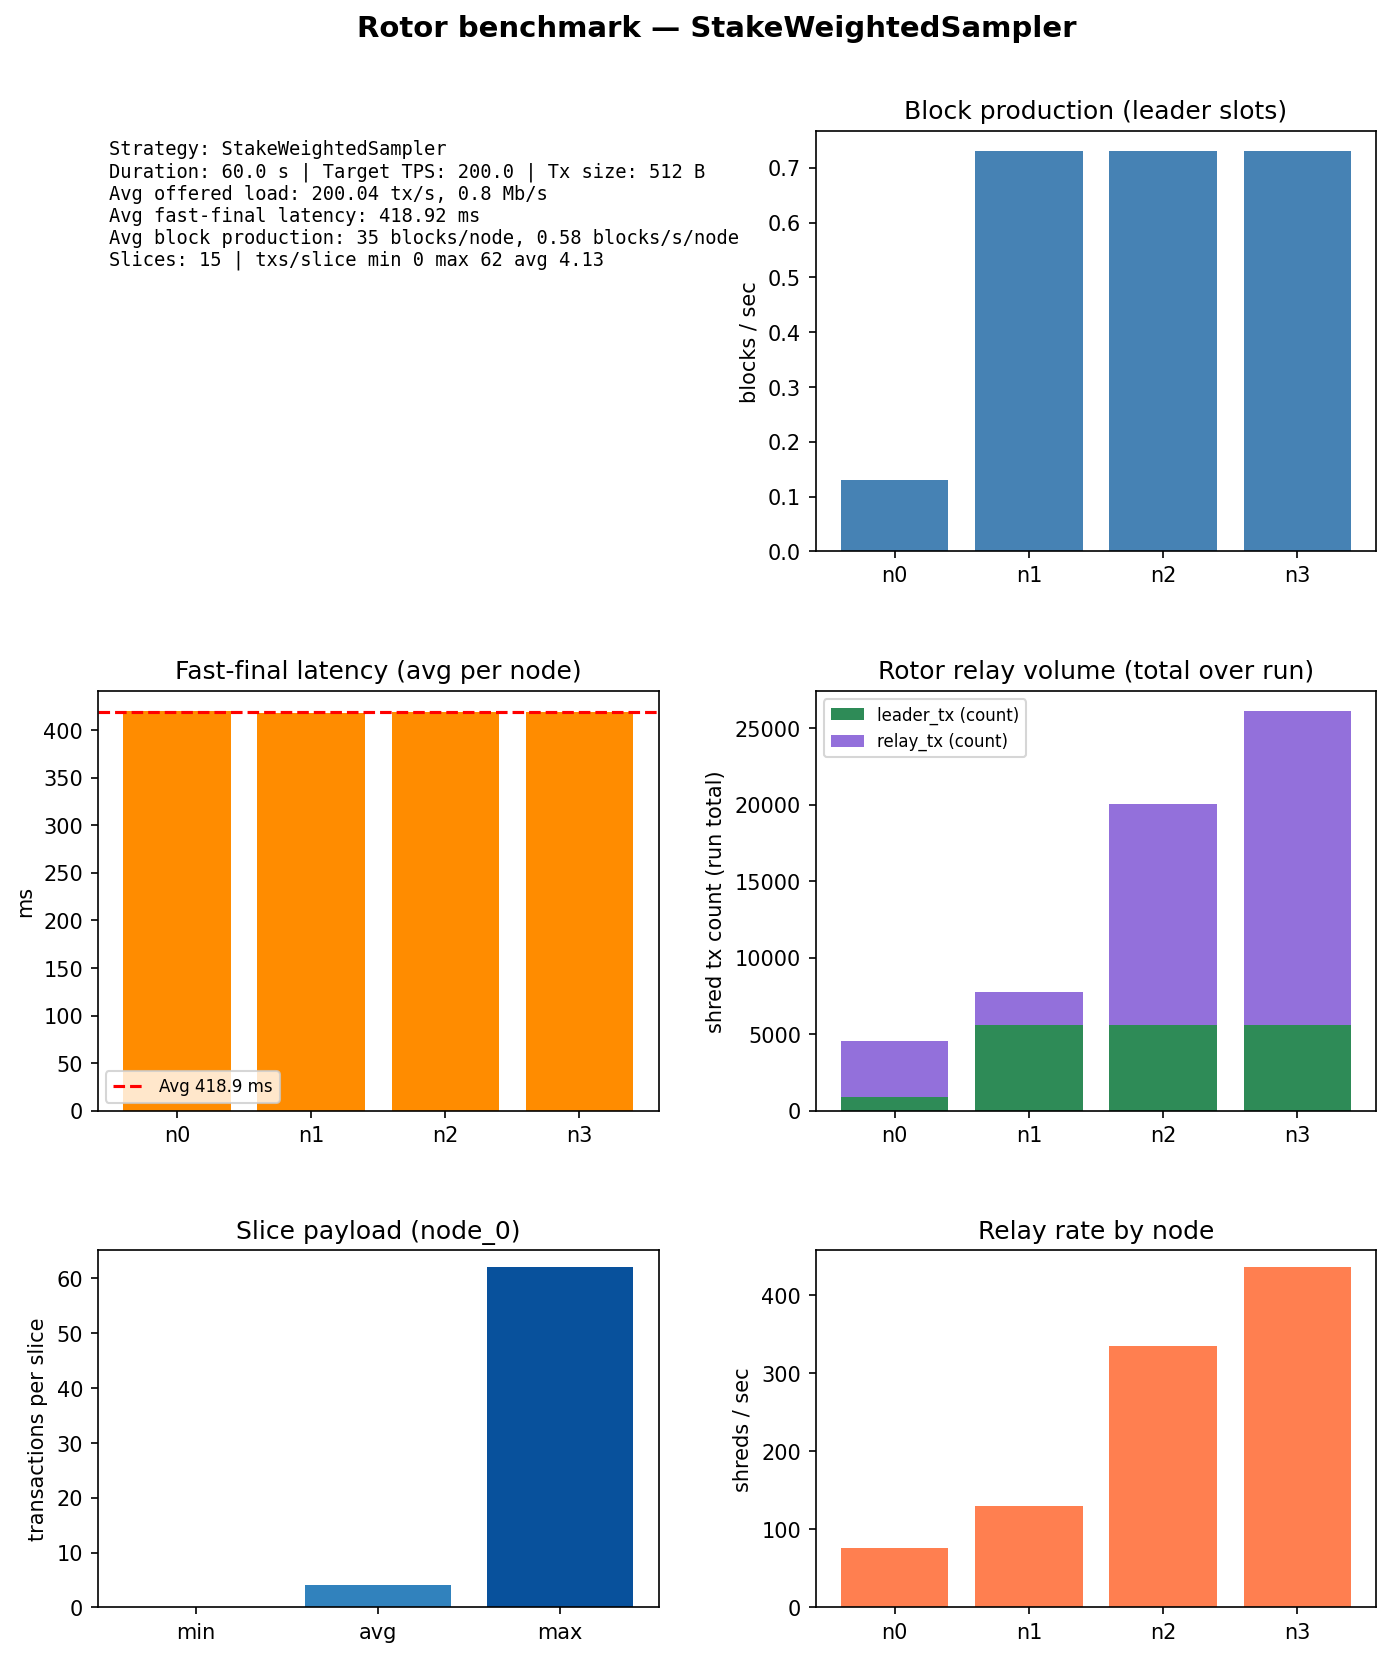 Rotor benchmark — StakeWeightedSampler
Strategy: StakeWeightedSampler
Duration: 60.0 s | Target TPS: 200.0 | Tx size: 512 B
Avg offered load: 200.04 tx/s, 0.8 Mb/s
Avg fast-final latency: 418.92 ms
Avg block production: 35 blocks/node, 0.58 blocks/s/node
Slices: 15 | txs/slice min 0 max 62 avg 4.13
Block production (leader slots)
blocks / sec
0.7
0.6
0.5
0.4
0.3
0.2
0.1
0.0
n0 n1 n2 n3
Fast-final latency (avg per node)
ms
400
350
300
250
200
150
100
50
0
Avg 418.9 ms
n0 n1 n2 n3
Rotor relay volume (total over run)
shred tx count (run total)
leader_tx (count)
relay_tx (count)
25000
20000
15000
10000
5000
0
n0 n1 n2 n3
Slice payload (node_0)
transactions per slice
60
50
40
30
20
10
0
min avg max
Relay rate by node
shreds / sec
400
300
200
100
0
n0 n1 n2 n3